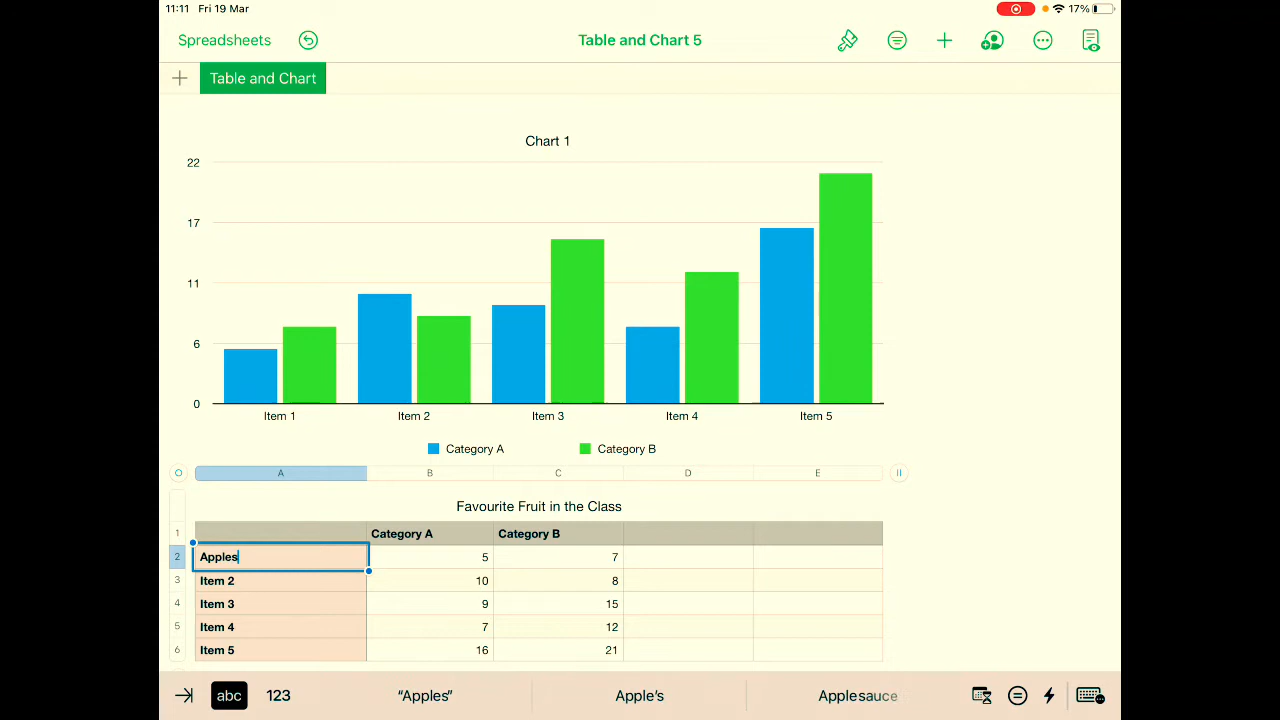 11:11 Fri 19 Mar 17%
Spreadsheets Table and Chart 5
Table and Chart
Chart 1
22
17
11
6
0
Item 1 Item 2 Item 3 Item 4 Item 5
Category A Category B
A B C D E
Favourite Fruit in the Class
1 Category A Category B
2 Apples 5 7
3 Item 2 10 8
4 Item 3 9 15
5 Item 4 7 12
6 Item 5 16 21
abc 123 “Apples” Apple’s Applesauce